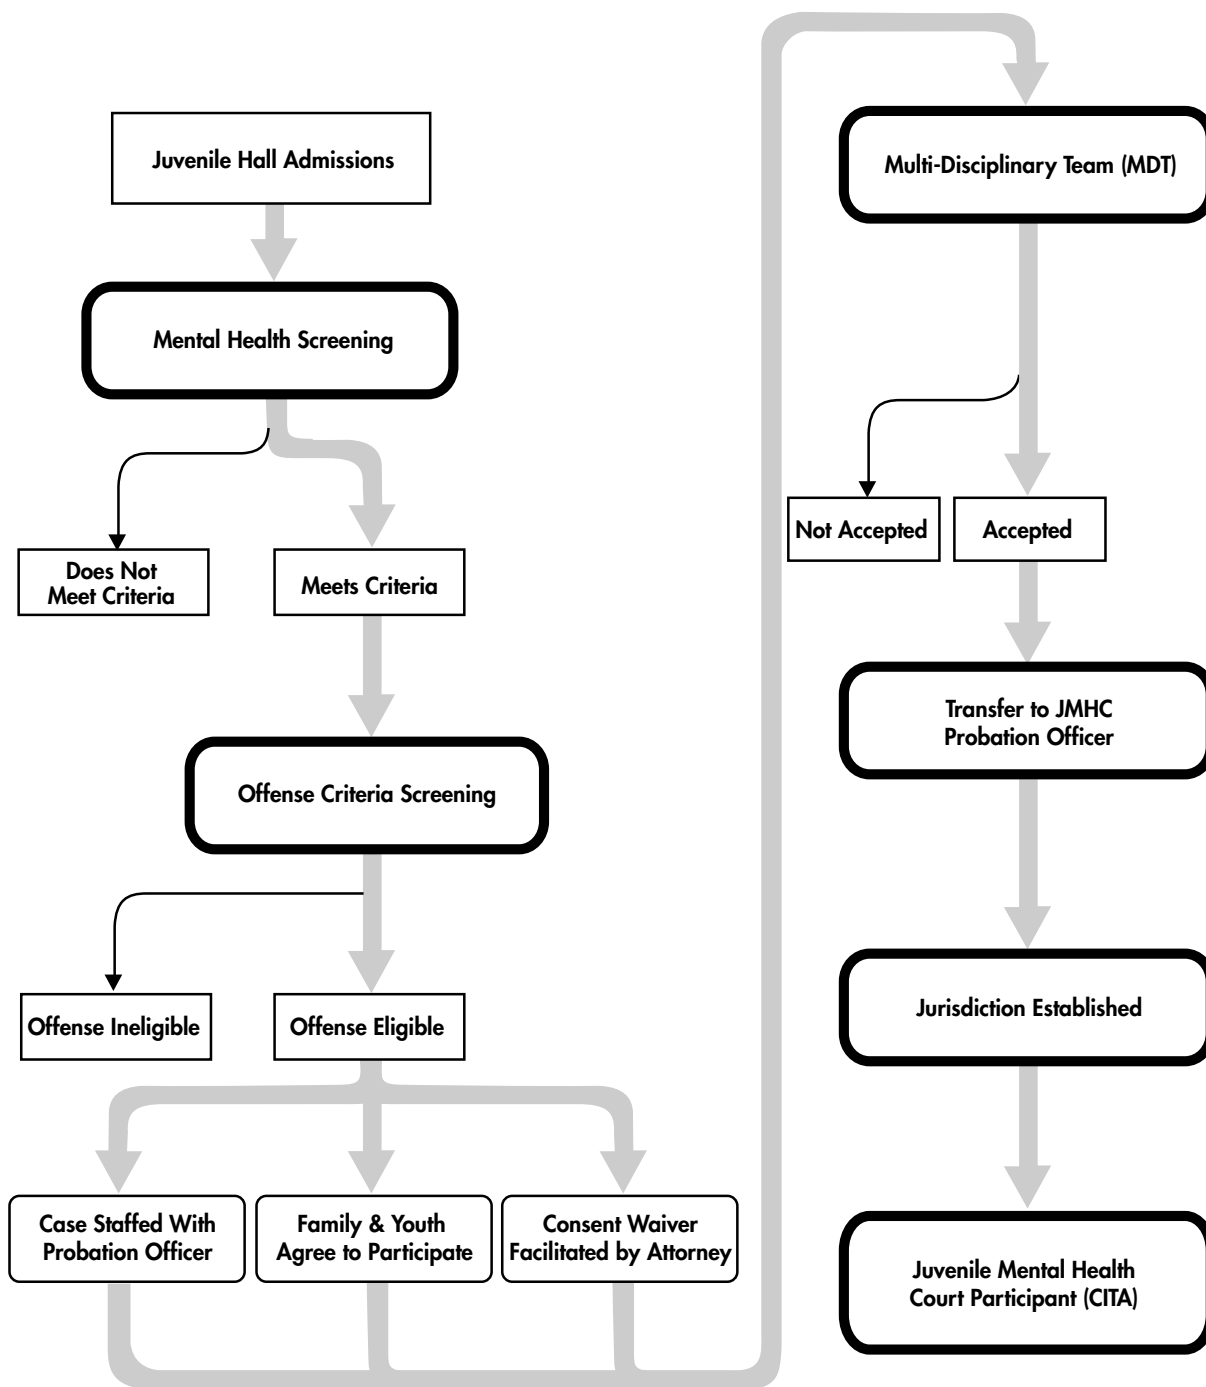 Juvenile Hall Admissions
Mental Health Screening
Does Not
Meet Criteria
Meets Criteria
Offense Criteria Screening
Offense Ineligible
Offense Eligible
Case Staffed With
Probation Officer
Family & Youth
Agree to Participate
Consent Waiver
Facilitated by Attorney
Multi-Disciplinary Team (MDT)
Not Accepted
Accepted
Transfer to JMHC
Probation Officer
Jurisdiction Established
Juvenile Mental Health
Court Participant (CITA)